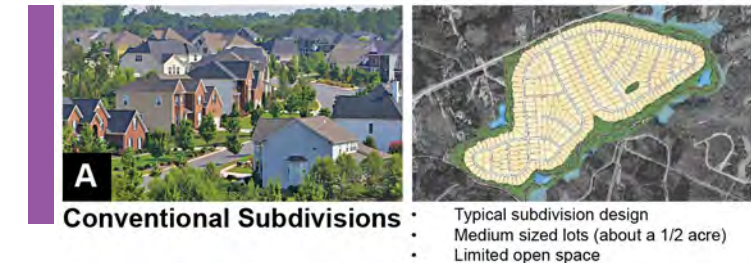 A
Conventional Subdivisions
• Typical subdivision design
• Medium sized lots (about a 1/2 acre)
• Limited open space